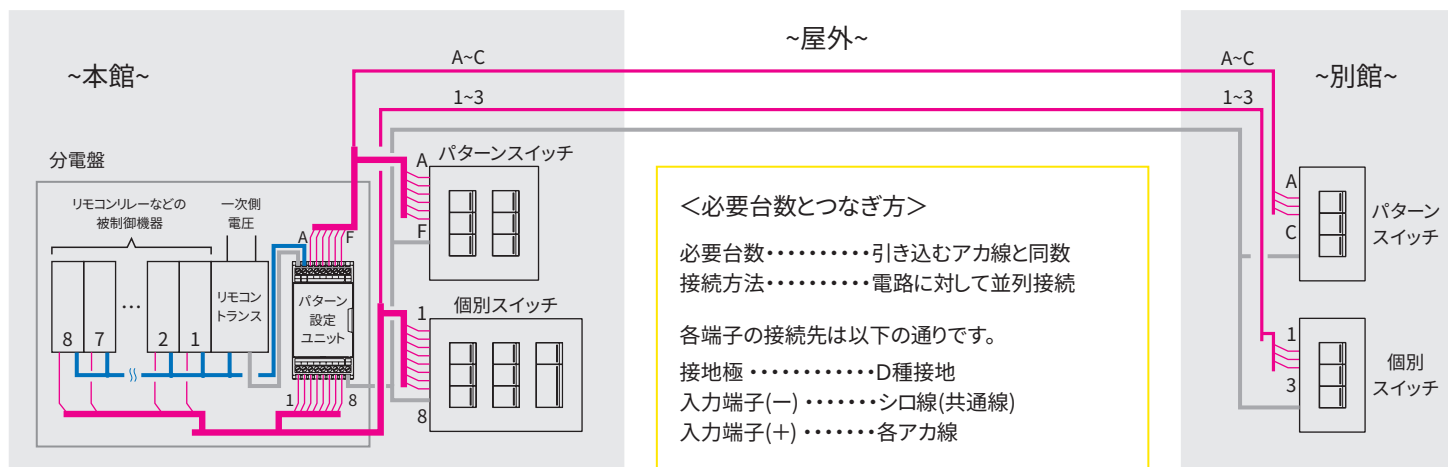 ~屋外~
~本館~
~別館~
A~C
A~C
1~3
1~3
分電盤
リモコンリレーなどの
被制御機器
一次側
電圧
A
F
8
7
…
2
1
リモコン
トランス
パターン
設定
ユニット
1
8
パターンスイッチ
A
F
個別スイッチ
1
8
<必要台数とつなぎ方>
必要台数・・・・・・・・・・引き込むアカ線と同数
接続方法・・・・・・・・・・電路に対して並列接続
各端子の接続先は以下の通りです。
接地極 ・・・・・・・・・・・・D種接地
入力端子(ー) ・・・・・・・シロ線(共通線)
入力端子(+) ・・・・・・・各アカ線
A
C
パターン
スイッチ
1
3
個別
スイッチ